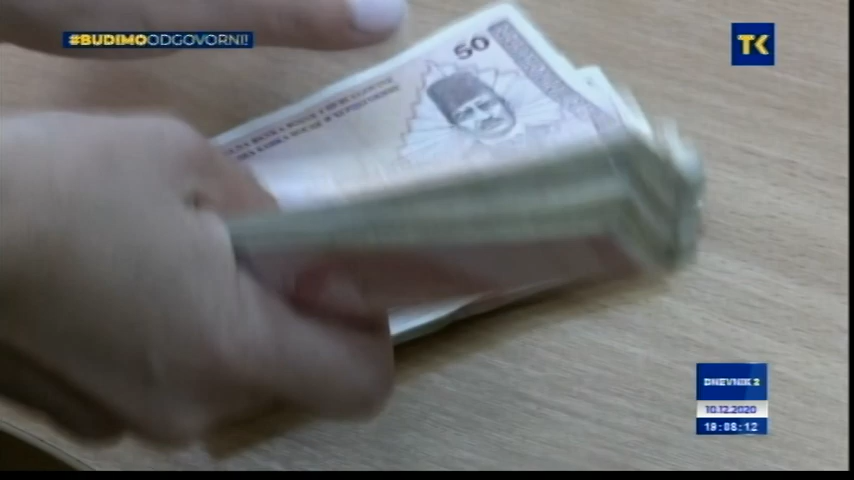 #BUDIMOODGOVORNI!
TK
50
DNEVNIK 2
10.12.2020
19:08:12